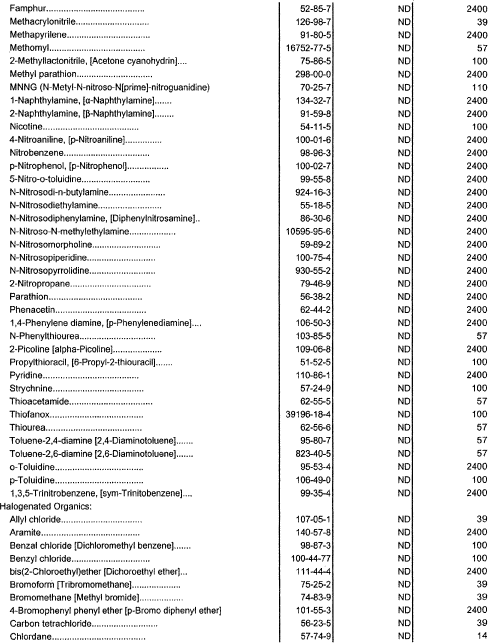 Famphur.............................. 52-85-7 ND 2400
Methacrylonitrile.............................. 126-98-7 ND 39
Methapyrilene.............................. 91-80-5 ND 2400
Methomyl.............................. 16752-77-5 ND 57
2-Methyllactonitrile, [Acetone cyanohydrin].... 75-86-5 ND 100
Methyl parathion.............................. 298-00-0 ND 2400
MNNG (N-Metyl-N-nitroso-N[prime]-nitroguanidine) 70-25-7 ND 110
1-Naphthylamine, [α-Naphthylamine]....... 134-32-7 ND 2400
2-Naphthylamine, [β-Naphthylamine]........ 91-59-8 ND 2400
Nicotine.............................. 54-11-5 ND 100
4-Nitroaniline, [p-Nitroaniline].................... 100-01-6 ND 2400
Nitrobenzene.............................. 98-96-3 ND 2400
p-Nitrophenol, [p-Nitrophenol].................. 100-02-7 ND 2400
5-Nitro-o-toluidine.............................. 99-55-8 ND 2400
N-Nitrosodi-n-butylamine........................ 924-16-3 ND 2400
N-Nitrosodiethylamine........................... 55-18-5 ND 2400
N-Nitrosodiphenylamine, [Diphenylnitrosamine].. 86-30-6 ND 2400
N-Nitroso-N-methylethylamine.................... 10595-95-6 ND 2400
N-Nitrosomorpholine.............................. 59-89-2 ND 2400
N-Nitrosopiperidine.............................. 100-75-4 ND 2400
N-Nitrosopyrrolidine.............................. 930-55-2 ND 2400
2-Nitropropane.............................. 79-46-9 ND 2400
Parathion.............................. 56-38-2 ND 2400
Phenacetin.............................. 62-44-2 ND 2400
1,4-Phenylene diamine, [p-Phenylenediamine].... 106-50-3 ND 2400
N-Phenylthiourea.............................. 103-85-5 ND 57
2-Picoline [alpha-Picoline]..................... 109-06-8 ND 2400
Propylthioracil, [6-Propyl-2-thiouracil]....... 51-52-5 ND 100
Pyridine.............................. 110-86-1 ND 2400
Strychnine.............................. 57-24-9 ND 100
Thioacetamide.............................. 62-55-5 ND 57
Thiofanox.............................. 39196-18-4 ND 100
Thiourea.............................. 62-56-6 ND 57
Toluene-2,4-diamine [2,4-Diaminotoluene]....... 95-80-7 ND 57
Toluene-2,6-diamine [2,6-Diaminotoluene]....... 823-40-5 ND 57
o-Toluidine.............................. 95-53-4 ND 2400
p-Toluidine.............................. 106-49-0 ND 100
1,3,5-Trinitrobenzene, [sym-Trinitobenzene].... 99-35-4 ND 2400
Halogenated Organics:
Allyl chloride.............................. 107-05-1 ND 39
Aramite.............................. 140-57-8 ND 2400
Benzal chloride [Dichloromethyl benzene]....... 98-87-3 ND 100
Benzyl chloride.............................. 100-44-77 ND 100
bis(2-Chloroethyl)ether [Dichoroethyl ether]... 111-44-4 ND 2400
Bromoform [Tribromomethane].................... 75-25-2 ND 39
Bromomethane [Methyl bromide].................. 74-83-9 ND 39
4-Bromophenyl phenyl ether [p-Bromo diphenyl ether] 101-55-3 ND 2400
Carbon tetrachloride.............................. 56-23-5 ND 39
Chlordane.............................. 57-74-9 ND 14